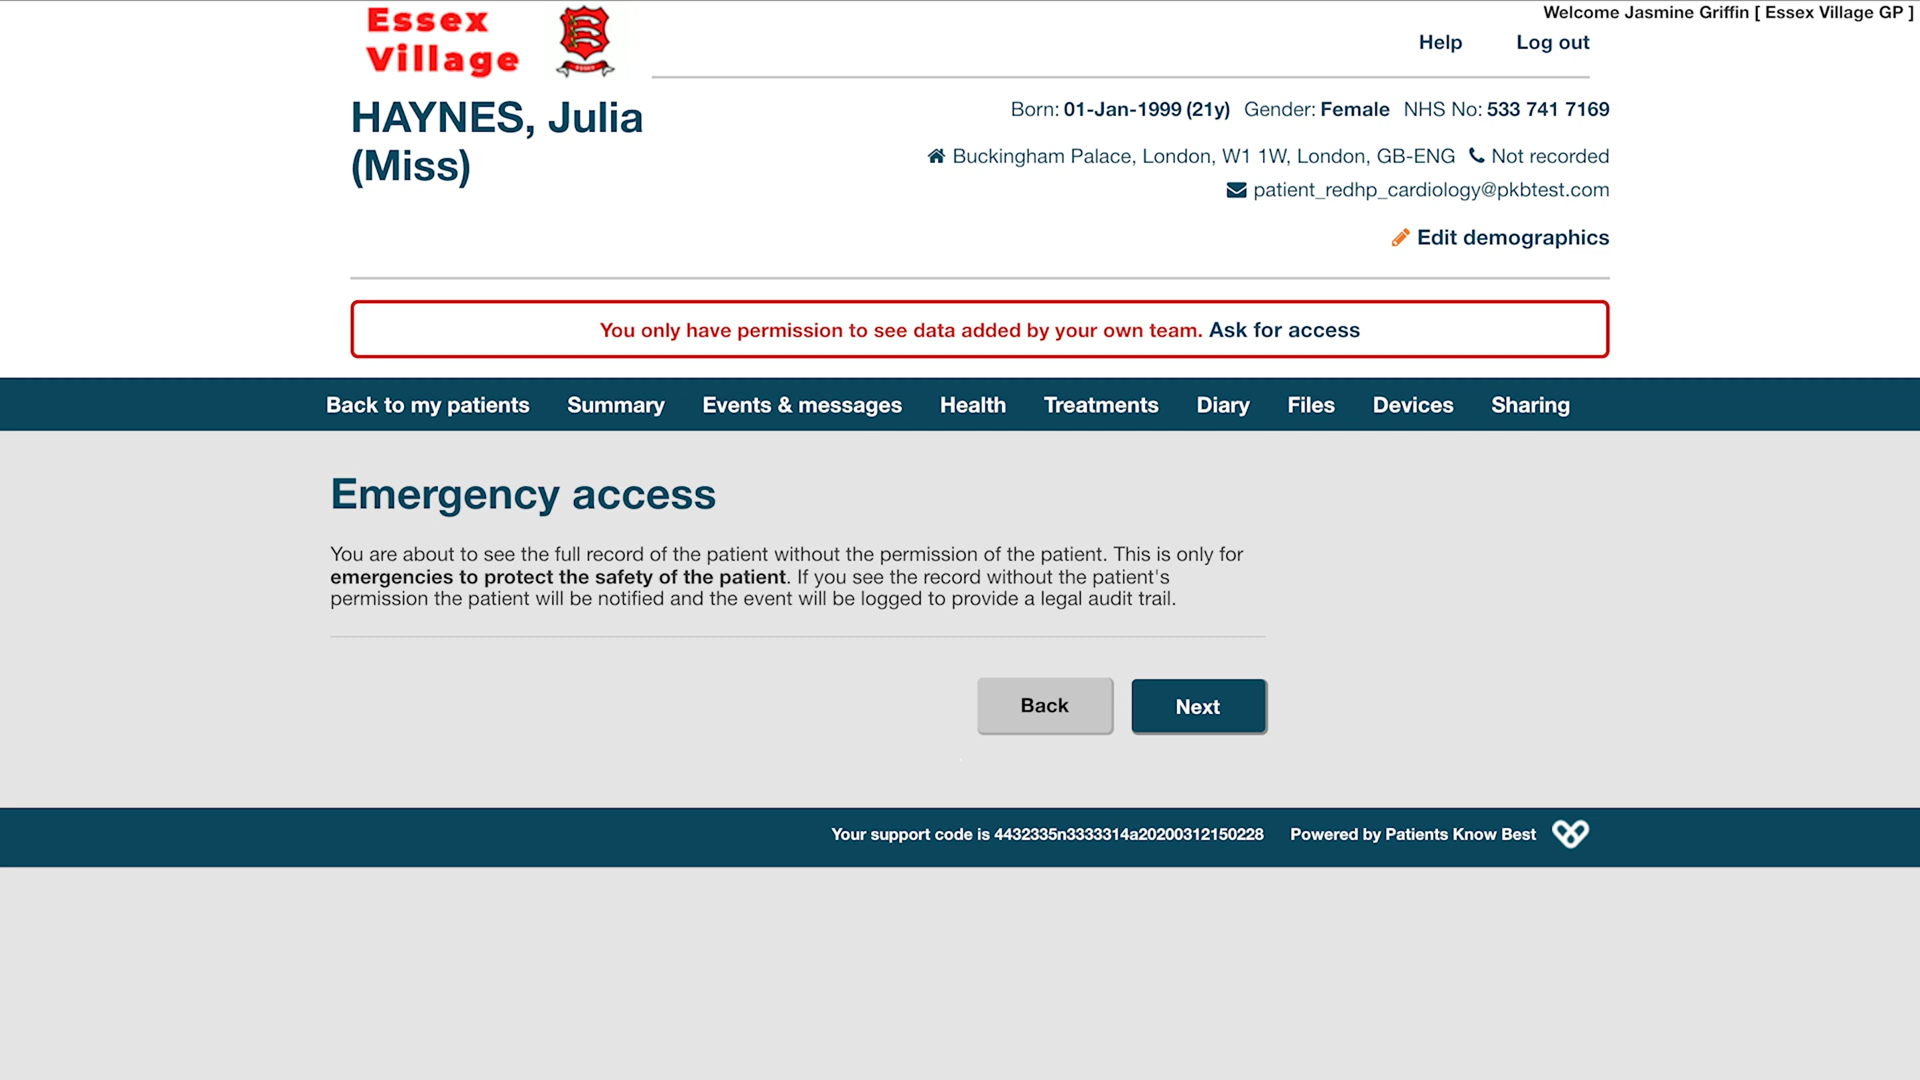 Welcome Jasmine Griffin [ Essex Village GP ]
Essex
Village
ESSEX
Help
Log out
HAYNES, Julia
(Miss)
Born: 01-Jan-1999 (21y) Gender: Female NHS No: 533 741 7169
Buckingham Palace, London, W1 1W, London, GB-ENG Not recorded
patient_redhp_cardiology@pkbtest.com
Edit demographics
You only have permission to see data added by your own team. Ask for access
Back to my patients Summary Events & messages Health Treatments Diary Files Devices Sharing
Emergency access
You are about to see the full record of the patient without the permission of the patient. This is only for
emergencies to protect the safety of the patient. If you see the record without the patient's
permission the patient will be notified and the event will be logged to provide a legal audit trail.
Back
Next
Your support code is 4432335n3333314a20200312150228 Powered by Patients Know Best